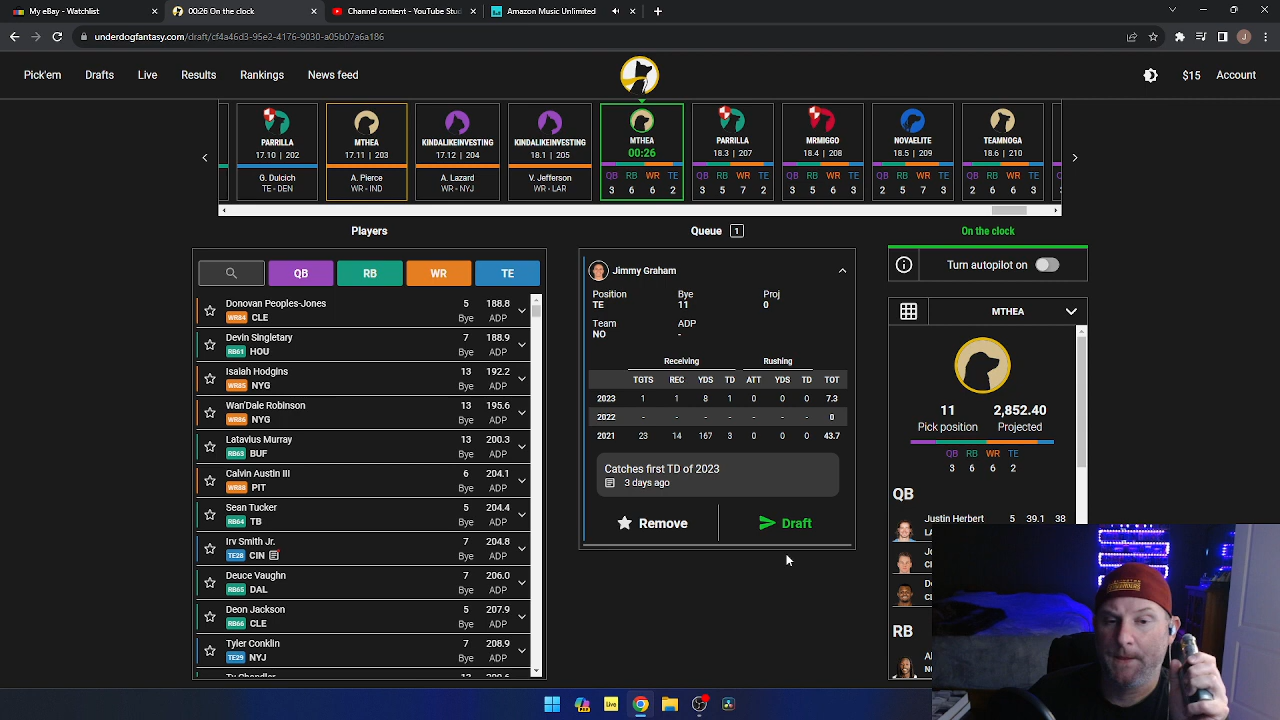 My eBay - Watchlist
00:26 On the clock
Channel content - YouTube Stud
Amazon Music Unlimited
underdogfantasy.com/draft/cf4a46d3-95e2-4176-9030-a05b07a6a186
J
Pick'em Drafts Live Results Rankings News feed
$15 Account
PARRILLA
17.10 | 202
G. Dulcich
TE - DEN
MTHEA
17.11 | 203
A. Pierce
WR - IND
KINDALIKEINVESTING
17.12 | 204
A. Lazard
WR - NYJ
KINDALIKEINVESTING
18.1 | 205
V. Jefferson
WR - LAR
MTHEA
00:26
QB RB WR TE
3 6 6 2
PARRILLA
18.3 | 207
QB RB WR TE
3 5 7 2
MRMIGGO
18.4 | 208
QB RB WR TE
3 5 6 3
NOVAELITE
18.5 | 209
QB RB WR TE
2 5 7 3
TEAMNOGA
18.6 | 210
QB RB WR TE
2 6 6 3
Players
QB RB WR TE
Donovan Peoples-Jones 5 188.8
WR84 CLE Bye ADP
Devin Singletary 7 188.9
RB61 HOU Bye ADP
Isaiah Hodgins 13 192.2
WR85 NYG Bye ADP
Wan'Dale Robinson 13 195.6
WR86 NYG Bye ADP
Latavius Murray 13 200.3
RB63 BUF Bye ADP
Calvin Austin III 6 204.1
WR88 PIT Bye ADP
Sean Tucker 5 204.4
RB64 TB Bye ADP
Irv Smith Jr. 7 204.8
TE28 CIN Bye ADP
Deuce Vaughn 7 206.0
RB65 DAL Bye ADP
Deon Jackson 5 207.9
RB66 CLE Bye ADP
Tyler Conklin 7 208.9
TE29 NYJ Bye ADP
Queue 1
Jimmy Graham
Position Bye Proj
TE 11 0
Team ADP
NO -
Receiving Rushing
TGTS REC YDS TD ATT YDS TD TOT
2023 1 1 8 1 0 0 0 7.3
2022 - - - - - - - 0
2021 23 14 167 3 0 0 0 43.7
Catches first TD of 2023
3 days ago
Remove Draft
On the clock
Turn autopilot on
MTHEA
11 2,852.40
Pick position Projected
QB RB WR TE
3 6 6 2
QB
Justin Herbert 5 39.1 38
RB
Live